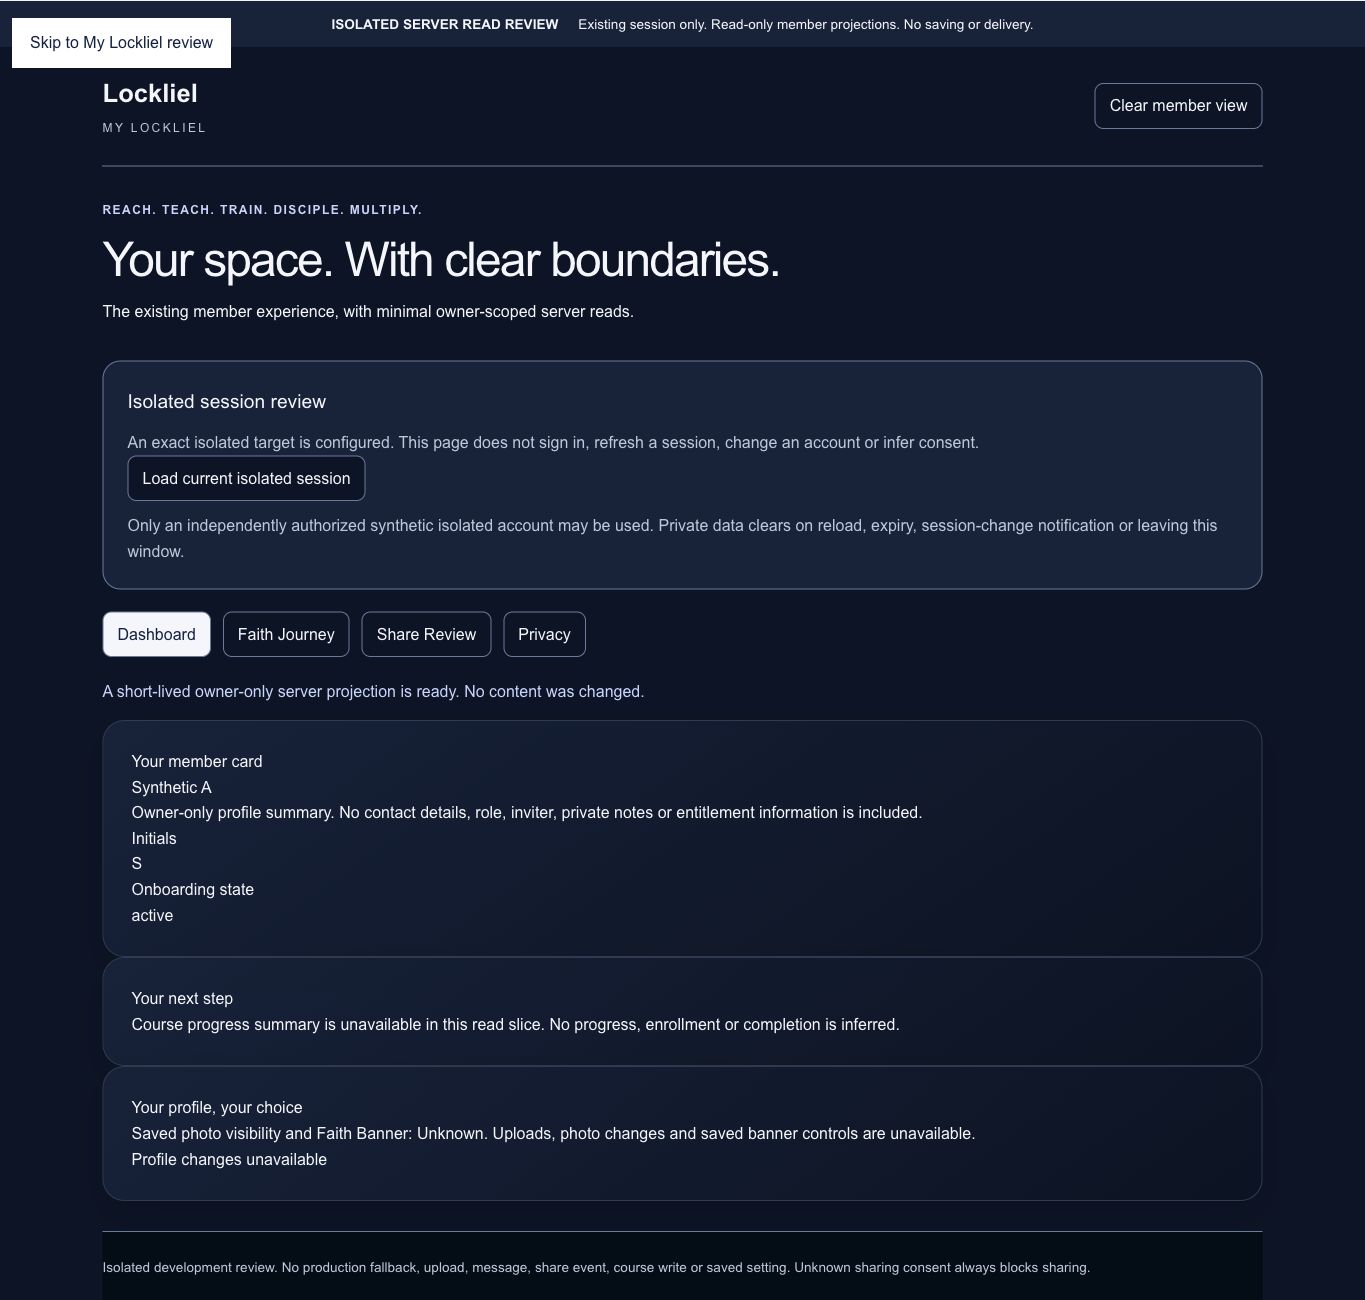 ISOLATED SERVER READ REVIEW Existing session only. Read-only member projections. No saving or delivery.
Skip to My Lockliel review
Lockliel
Clear member view
MY LOCKLIEL
REACH. TEACH. TRAIN. DISCIPLE. MULTIPLY.
Your space. With clear boundaries.
The existing member experience, with minimal owner-scoped server reads.
Isolated session review
An exact isolated target is configured. This page does not sign in, refresh a session, change an account or infer consent.
Load current isolated session
Only an independently authorized synthetic isolated account may be used. Private data clears on reload, expiry, session-change notification or leaving this
window.
Dashboard Faith Journey Share Review Privacy
A short-lived owner-only server projection is ready. No content was changed.
Your member card
Synthetic A
Owner-only profile summary. No contact details, role, inviter, private notes or entitlement information is included.
Initials
S
Onboarding state
active
Your next step
Course progress summary is unavailable in this read slice. No progress, enrollment or completion is inferred.
Your profile, your choice
Saved photo visibility and Faith Banner: Unknown. Uploads, photo changes and saved banner controls are unavailable.
Profile changes unavailable
Isolated development review. No production fallback, upload, message, share event, course write or saved setting. Unknown sharing consent always blocks sharing.